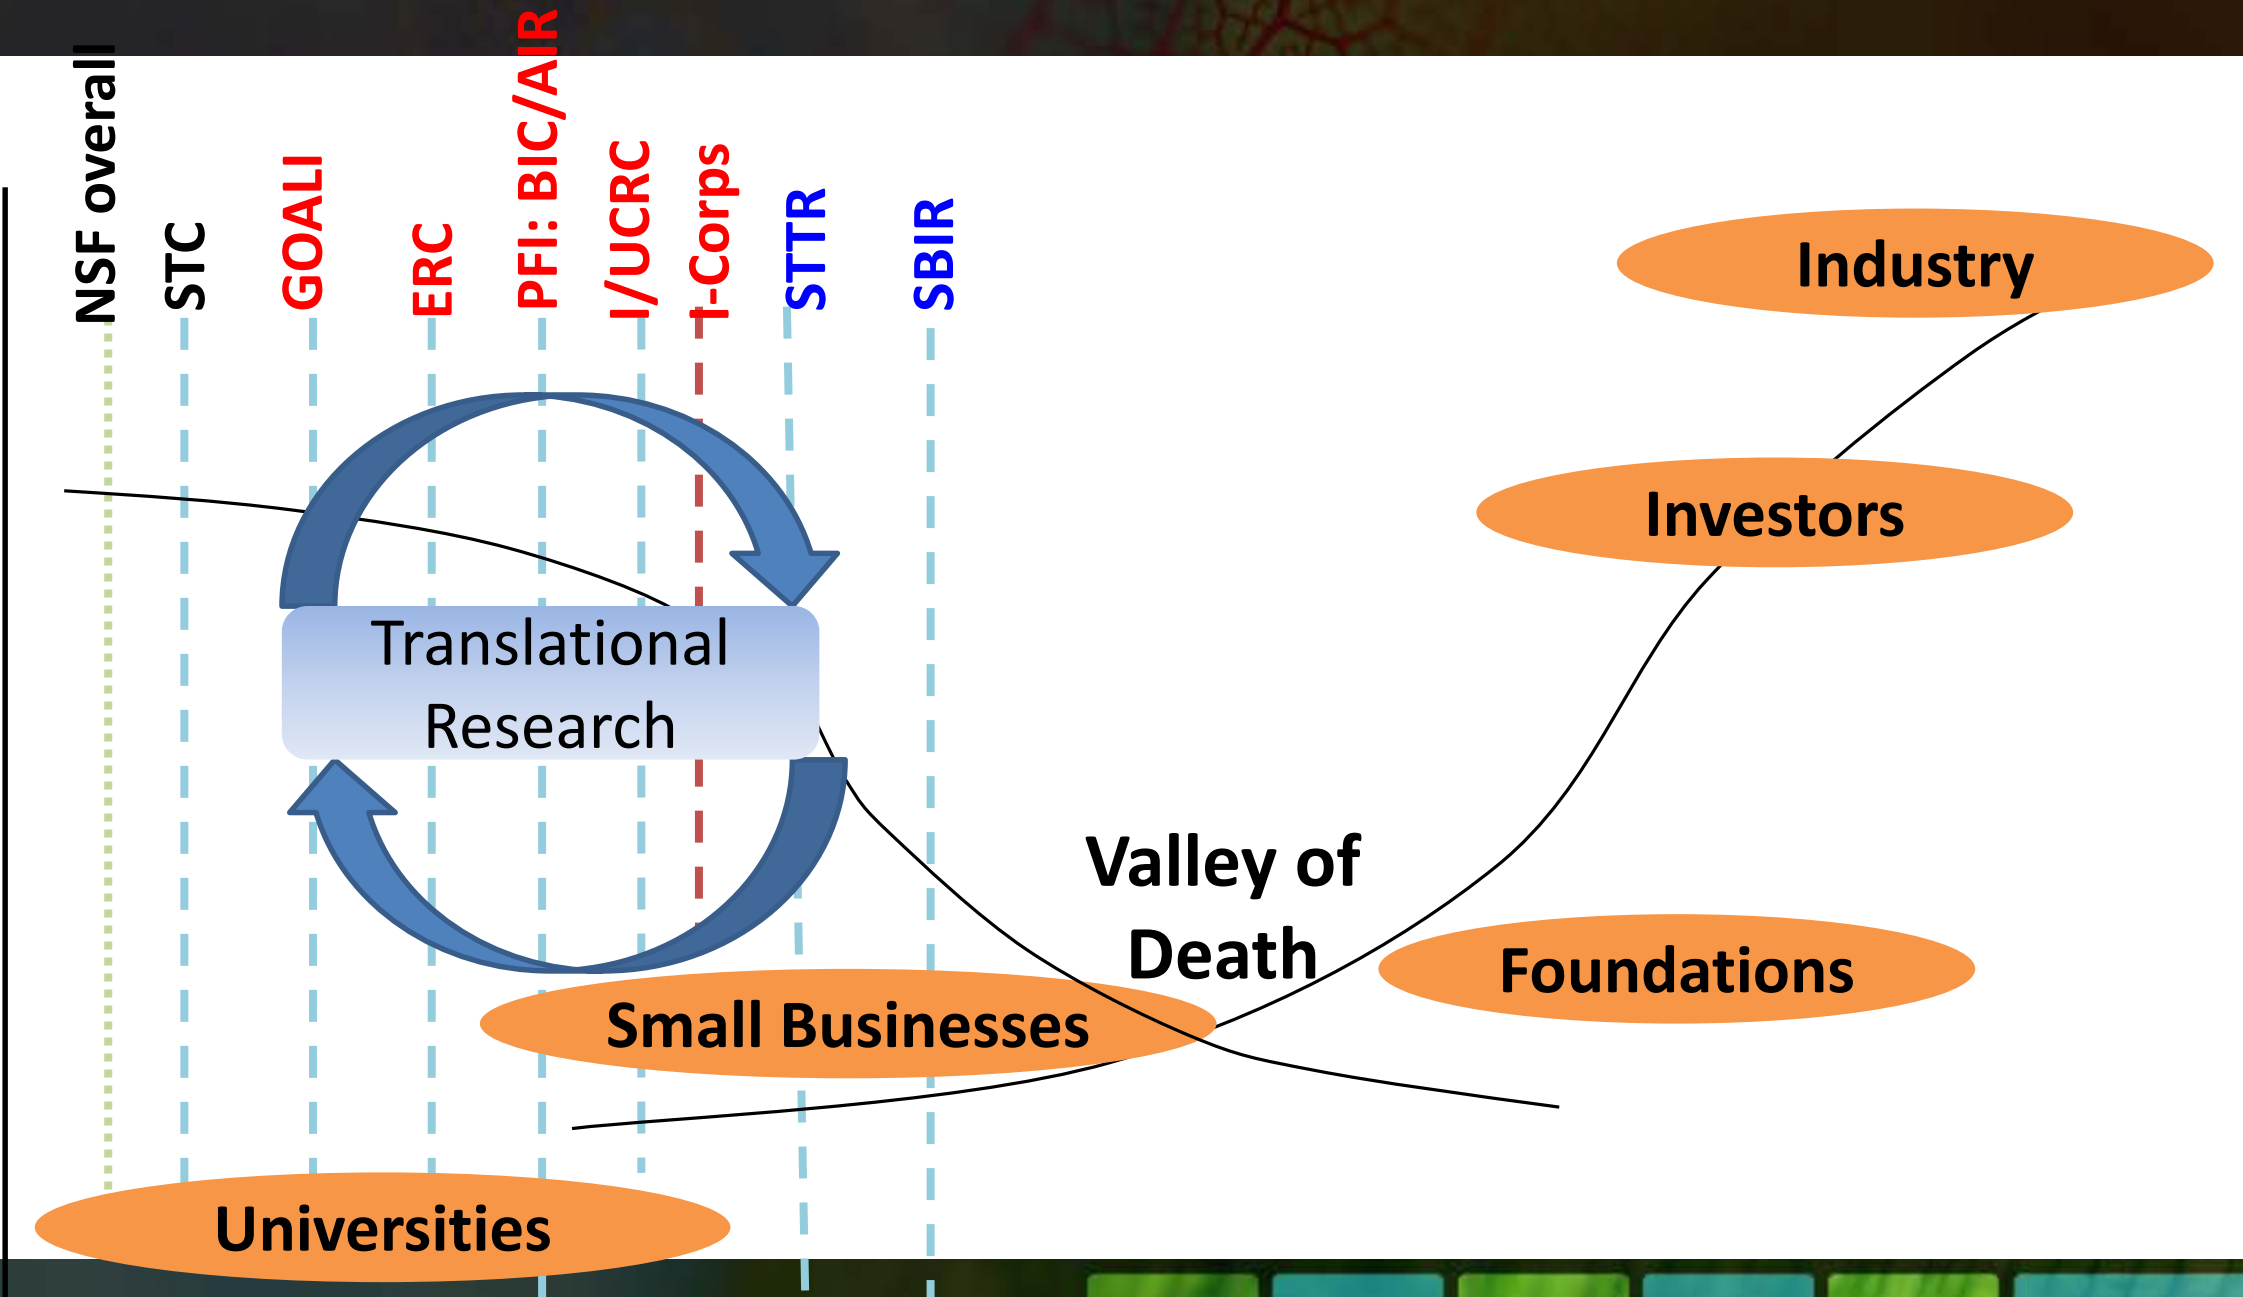 NSF overall
STC
GOALI
ERC
PFI: BIC/AIR
I/UCRC
I-Corps
STTR
SBIR
Industry
Investors
Translational
Research
Valley of
Death
Foundations
Small Businesses
Universities